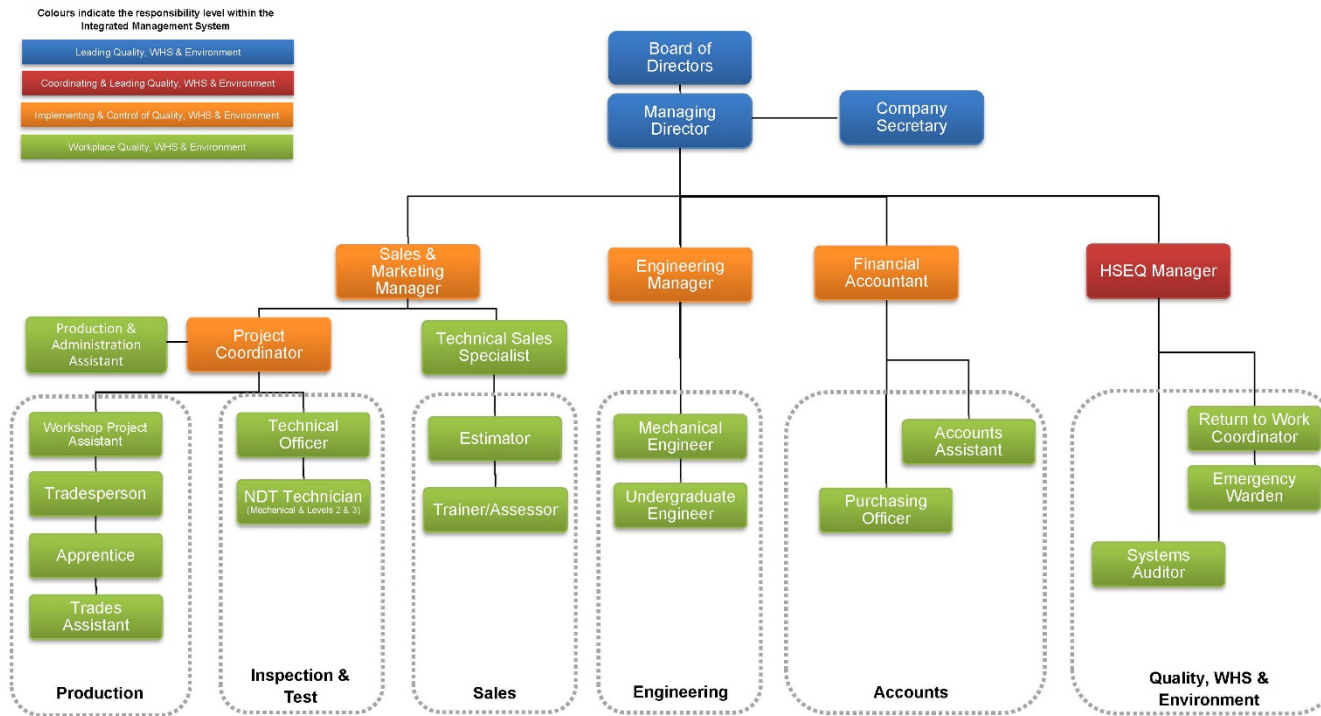 Colours indicate the responsibility level within the
Integrated Management System
Leading Quality, WHS & Environment
Coordinating & Leading Quality, WHS & Environment
Implementing & Control of Quality, WHS & Environment
Workplace Quality, WHS & Environment
Board of
Directors
Managing
Director
Company
Secretary
Sales &
Marketing
Manager
Engineering
Manager
Financial
Accountant
HSEQ Manager
Production &
Administration
Assistant
Project
Coordinator
Technical Sales
Specialist
Workshop Project
Assistant
Tradesperson
Apprentice
Trades
Assistant
Production
Technical
Officer
NDT Technician
(Mechanical & Levels 2 & 3)
Inspection &
Test
Estimator
Trainer/Assessor
Sales
Mechanical
Engineer
Undergraduate
Engineer
Engineering
Accounts
Assistant
Purchasing
Officer
Accounts
Return to Work
Coordinator
Emergency
Warden
Systems
Auditor
Quality, WHS &
Environment